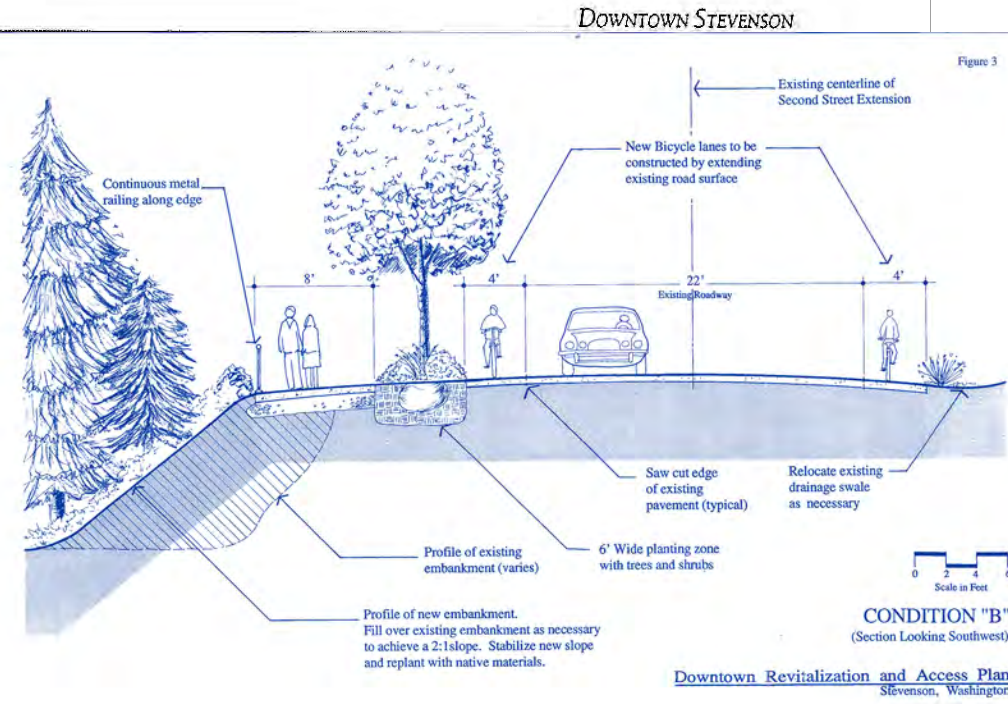 DOWNTOWN STEVENSON
Figure 3
Existing centerline of
Second Street Extension
New Bicycle lanes to be
constructed by extending
existing road surface
Continuous metal
railing along edge
8'
4'
22'
4'
Existing Roadway
Saw cut edge
of existing
pavement (typical)
Relocate existing
drainage swale
as necessary
Profile of existing
embankment (varies)
6' Wide planting zone
with trees and shrubs
0 2 4 6
Scale in Feet
Profile of new embankment.
Fill over existing embankment as necessary
to achieve a 2:1slope. Stabilize new slope
and replant with native materials.
CONDITION "B"
(Section Looking Southwest)
Downtown Revitalization and Access Plan
Stevenson, Washington